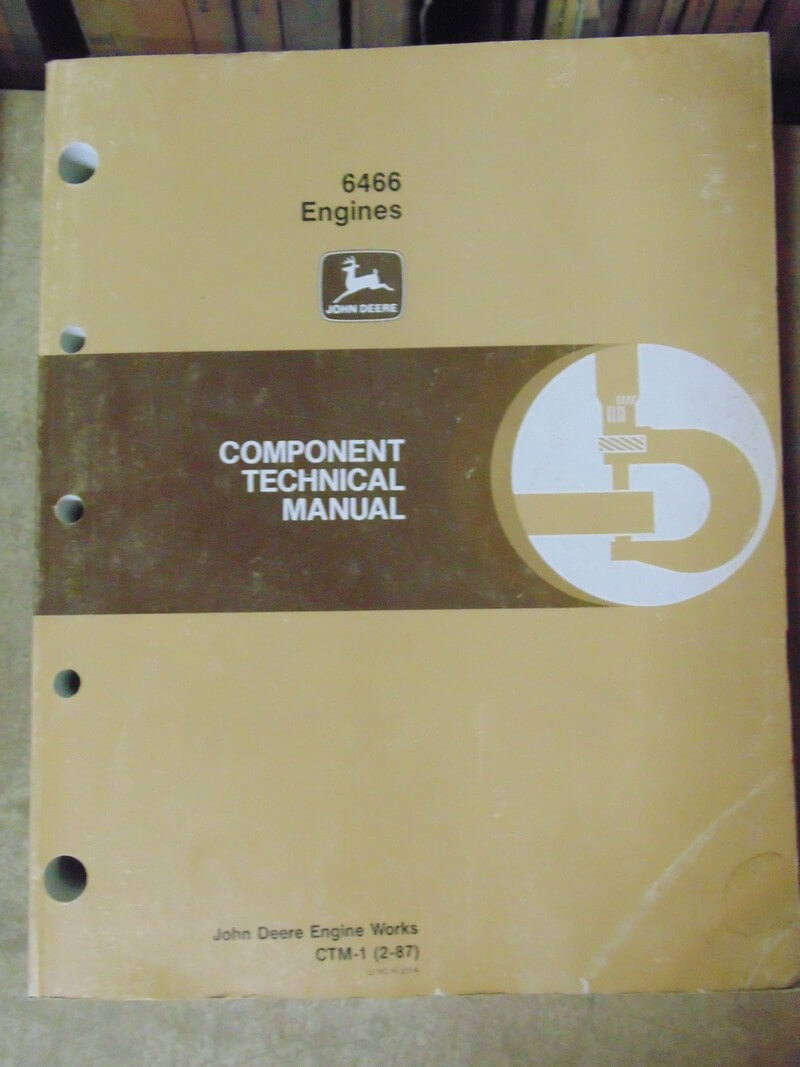 6466
Engines
JOHN DEERE
COMPONENT
TECHNICAL
MANUAL
John Deere Engine Works
CTM-1 (2-87)